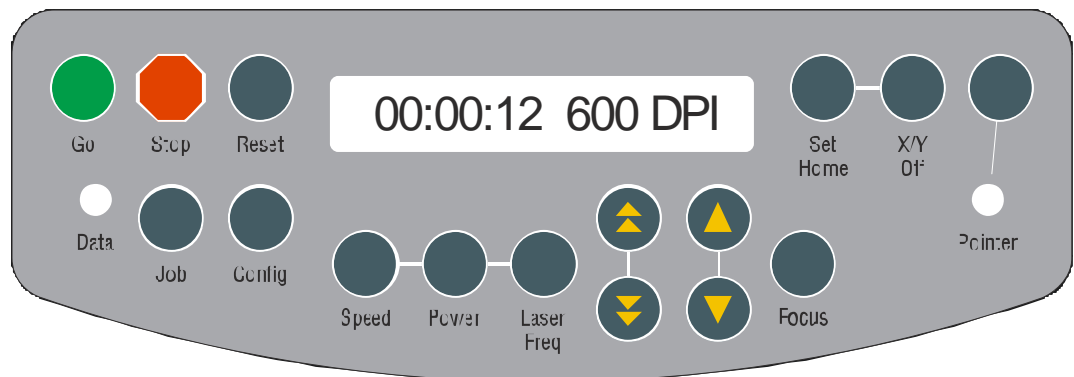 00:00:12 600 DPI
Go
Stop
Reset
Set
Home
X/Y
Off
Data
Job
Config
Pointer
Speed
Power
Laser
Freq
Focus